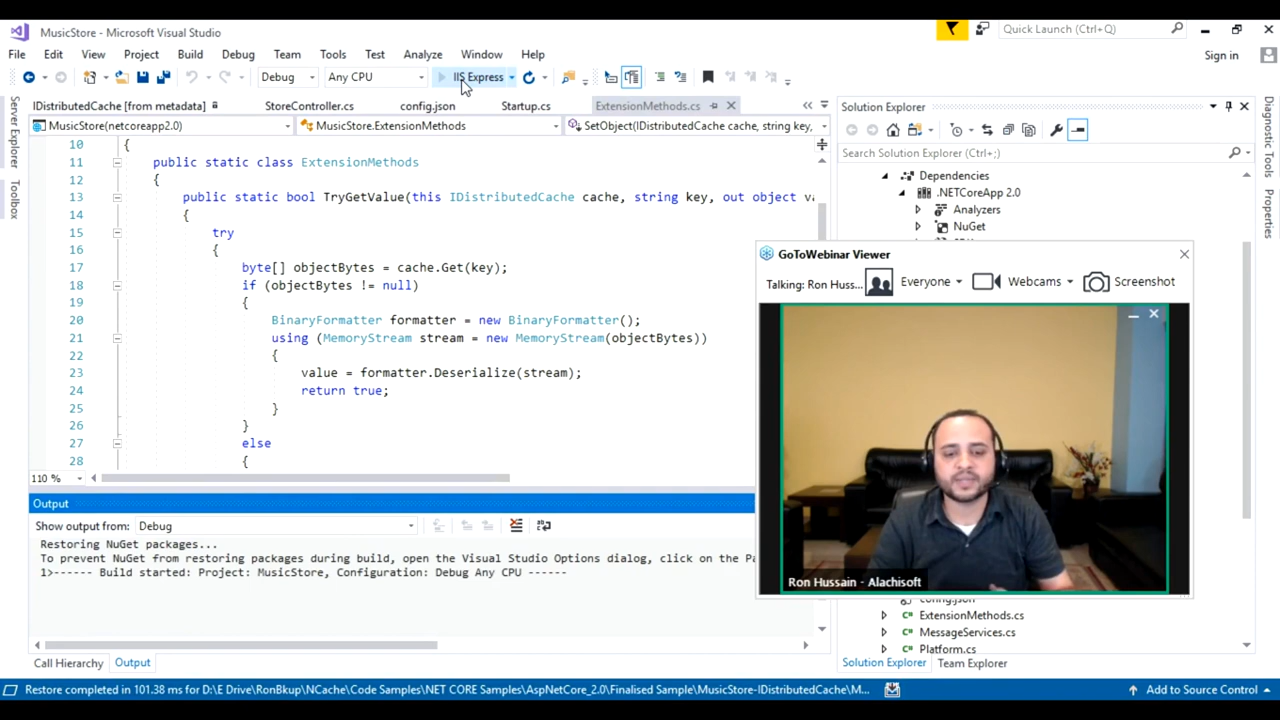 MusicStore - Microsoft Visual Studio
Quick Launch (Ctrl+Q)
File Edit View Project Build Debug Team Tools Test Analyze Window Help
Sign in
Debug Any CPU IIS Express
Server Explorer
Toolbox
IDistributedCache [from metadata] StoreController.cs config.json Startup.cs ExtensionMethods.cs
MusicStore(netcoreapp2.0) MusicStore.ExtensionMethods SetObject(IDistributedCache cache, string key,
10 {
11 public static class ExtensionMethods
12 {
13 public static bool TryGetValue(this IDistributedCache cache, string key, out object va
14 {
15 try
16 {
17 byte[] objectBytes = cache.Get(key);
18 if (objectBytes != null)
19 {
20 BinaryFormatter formatter = new BinaryFormatter();
21 using (MemoryStream stream = new MemoryStream(objectBytes))
22 {
23 value = formatter.Deserialize(stream);
24 return true;
25 }
26 }
27 else
28 {
110 %
Output
Show output from: Debug
Restoring NuGet packages...
To prevent NuGet from restoring packages during build, open the Visual Studio Options dialog, click on the Pa
1>------ Build started: Project: MusicStore, Configuration: Debug Any CPU ------
Call Hierarchy Output
Solution Explorer
Search Solution Explorer (Ctrl+;)
Dependencies
.NETCoreApp 2.0
Analyzers
NuGet
GoToWebinar Viewer
Talking: Ron Huss... Everyone Webcams Screenshot
Ron Hussain - Alachisoft
config.json
ExtensionMethods.cs
MessageServices.cs
Platform.cs
Solution Explorer Team Explorer
Diagnostic Tools
Properties
Restore completed in 101.38 ms for D:\E Drive\RonBkup\NCache\Code Samples\NET CORE Samples\AspNetCore_2.0\Finalised Sample\MusicStore-IDistributedCache\M...
Add to Source Control